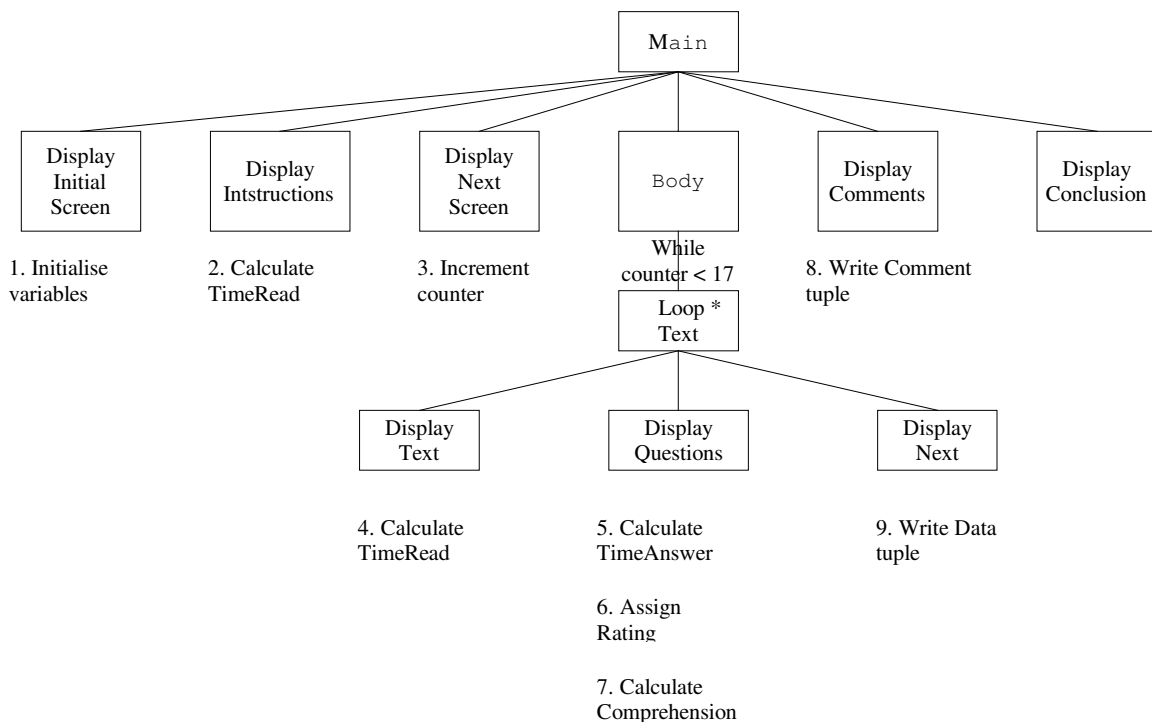 Main
Display
Initial
Screen
Display
Intstructions
Display
Next
Screen
Body
Display
Comments
Display
Conclusion
1. Initialise
variables
2. Calculate
TimeRead
3. Increment
counter
While
counter < 17
8. Write Comment
tuple
Loop *
Text
Display
Text
Display
Questions
Display
Next
4. Calculate
TimeRead
5. Calculate
TimeAnswer
9. Write Data
tuple
6. Assign
Rating
7. Calculate
Comprehension